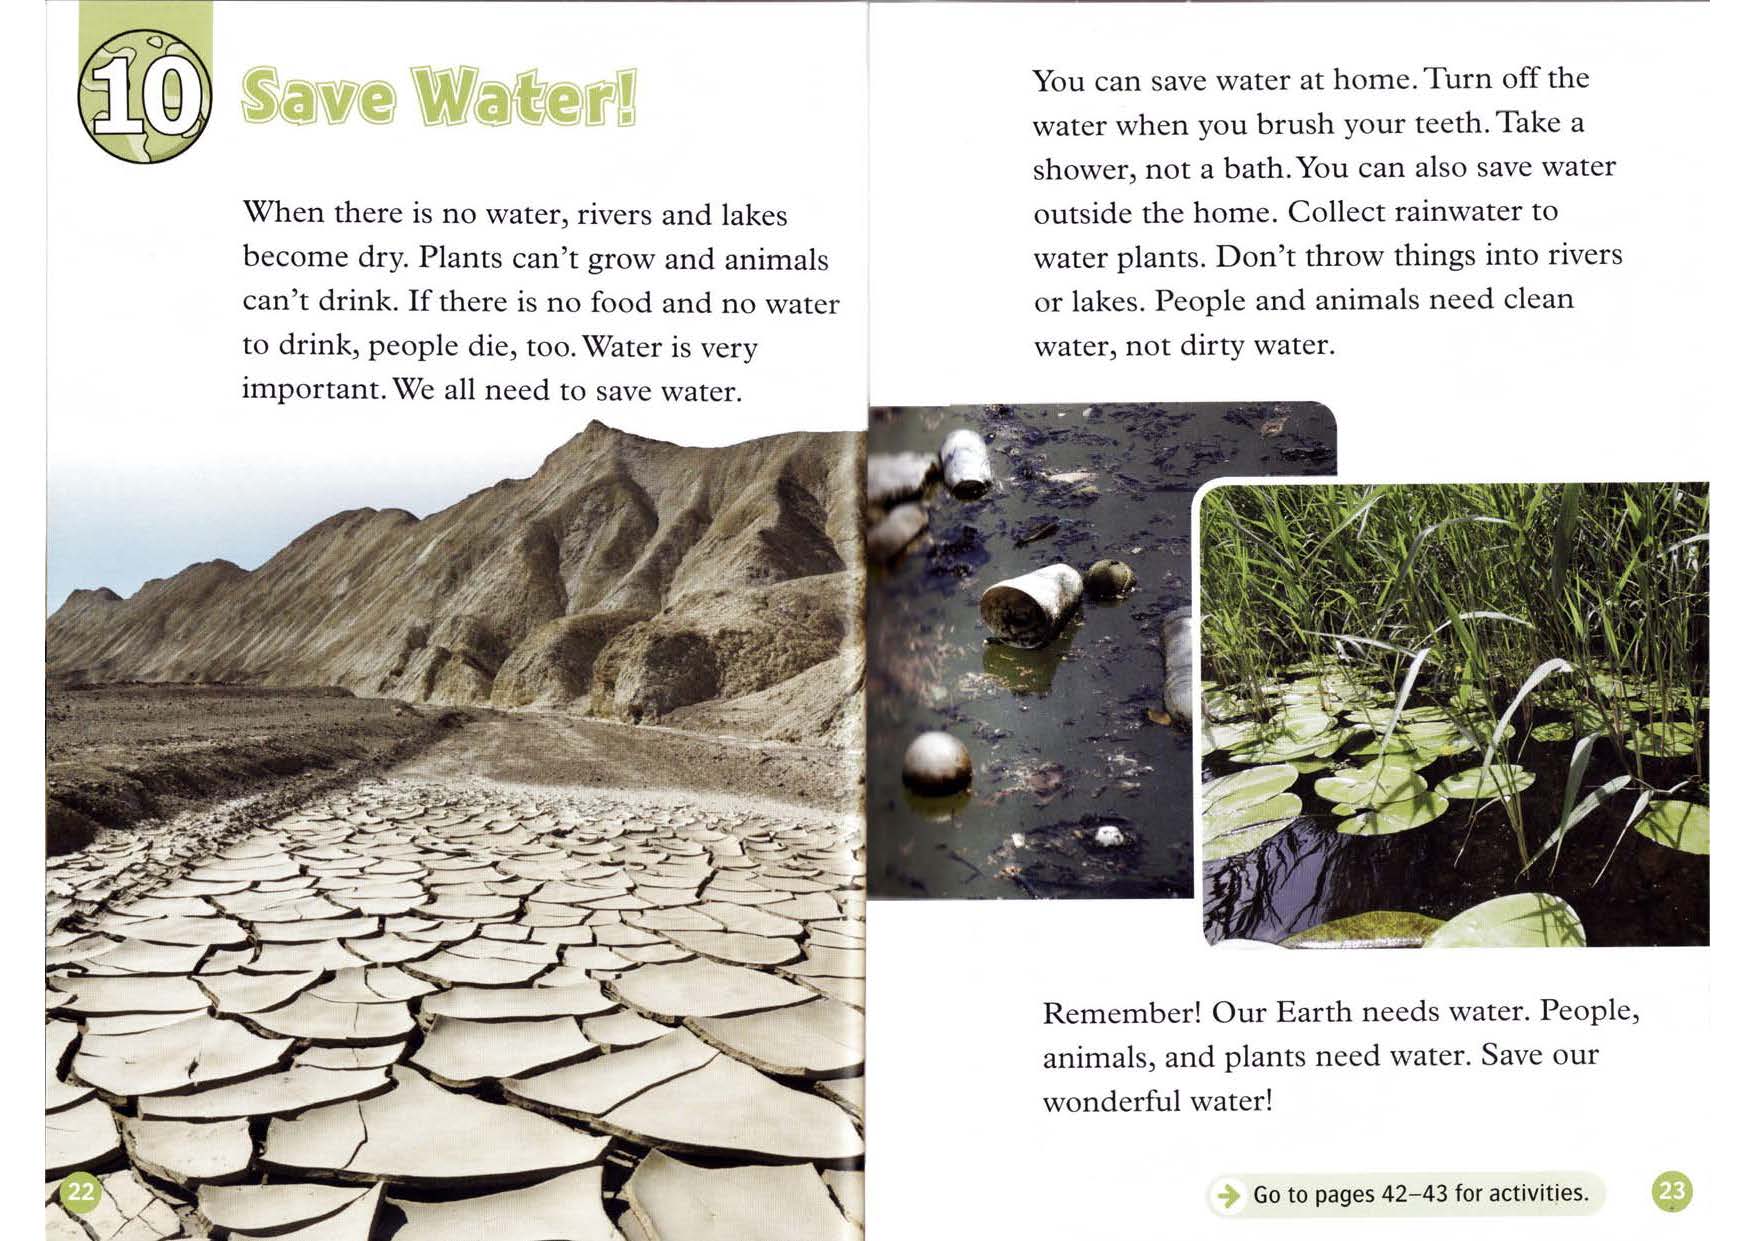 10
Save Water!
When there is no water, rivers and lakes
become dry. Plants can't grow and animals
can't drink. If there is no food and no water
to drink, people die, too. Water is very
important. We all need to save water.
22
You can save water at home. Turn off the
water when you brush your teeth. Take a
shower, not a bath. You can also save water
outside the home. Collect rainwater to
water plants. Don't throw things into rivers
or lakes. People and animals need clean
water, not dirty water.
Remember! Our Earth needs water. People,
animals, and plants need water. Save our
wonderful water!
Go to pages 42–43 for activities.
23